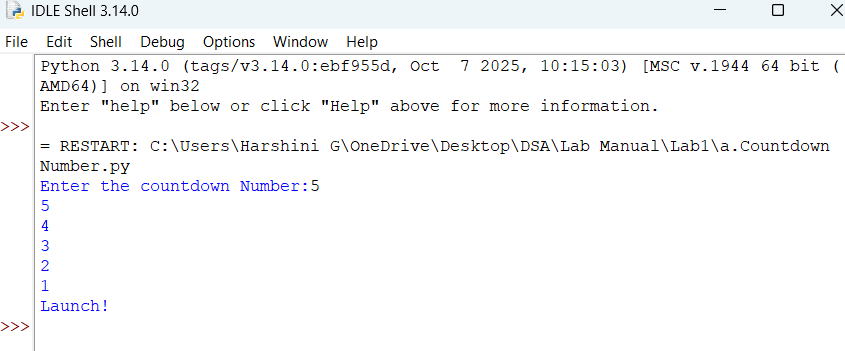 IDLE Shell 3.14.0
File Edit Shell Debug Options Window Help
Python 3.14.0 (tags/v3.14.0:ebf955d, Oct  7 2025, 10:15:03) [MSC v.1944 64 bit (
AMD64)] on win32
Enter "help" below or click "Help" above for more information.
>>>
= RESTART: C:\Users\Harshini G\OneDrive\Desktop\DSA\Lab Manual\Lab1\a.Countdown
Number.py
Enter the countdown Number:5
5
4
3
2
1
Launch!
>>>